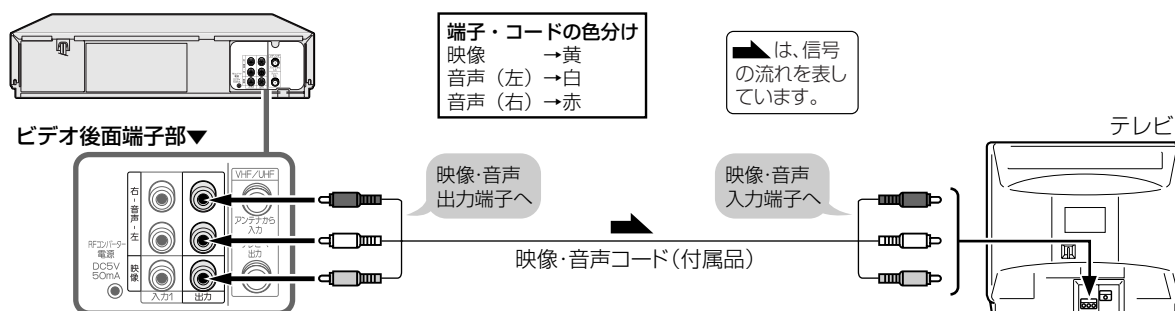 端子・コードの色分け
映像 →黄
音声（左）→白
音声（右）→赤
➡は、信号
の流れを表し
ています。
テレビ
ビデオ後面端子部▼
VHF/UHF
アンテナから
入力
出力
右-音声-左
映像
RFコンバーター
電源
DC5V
50mA
入力1
出力
映像・音声
出力端子へ
映像・音声
入力端子へ
映像・音声コード（付属品）